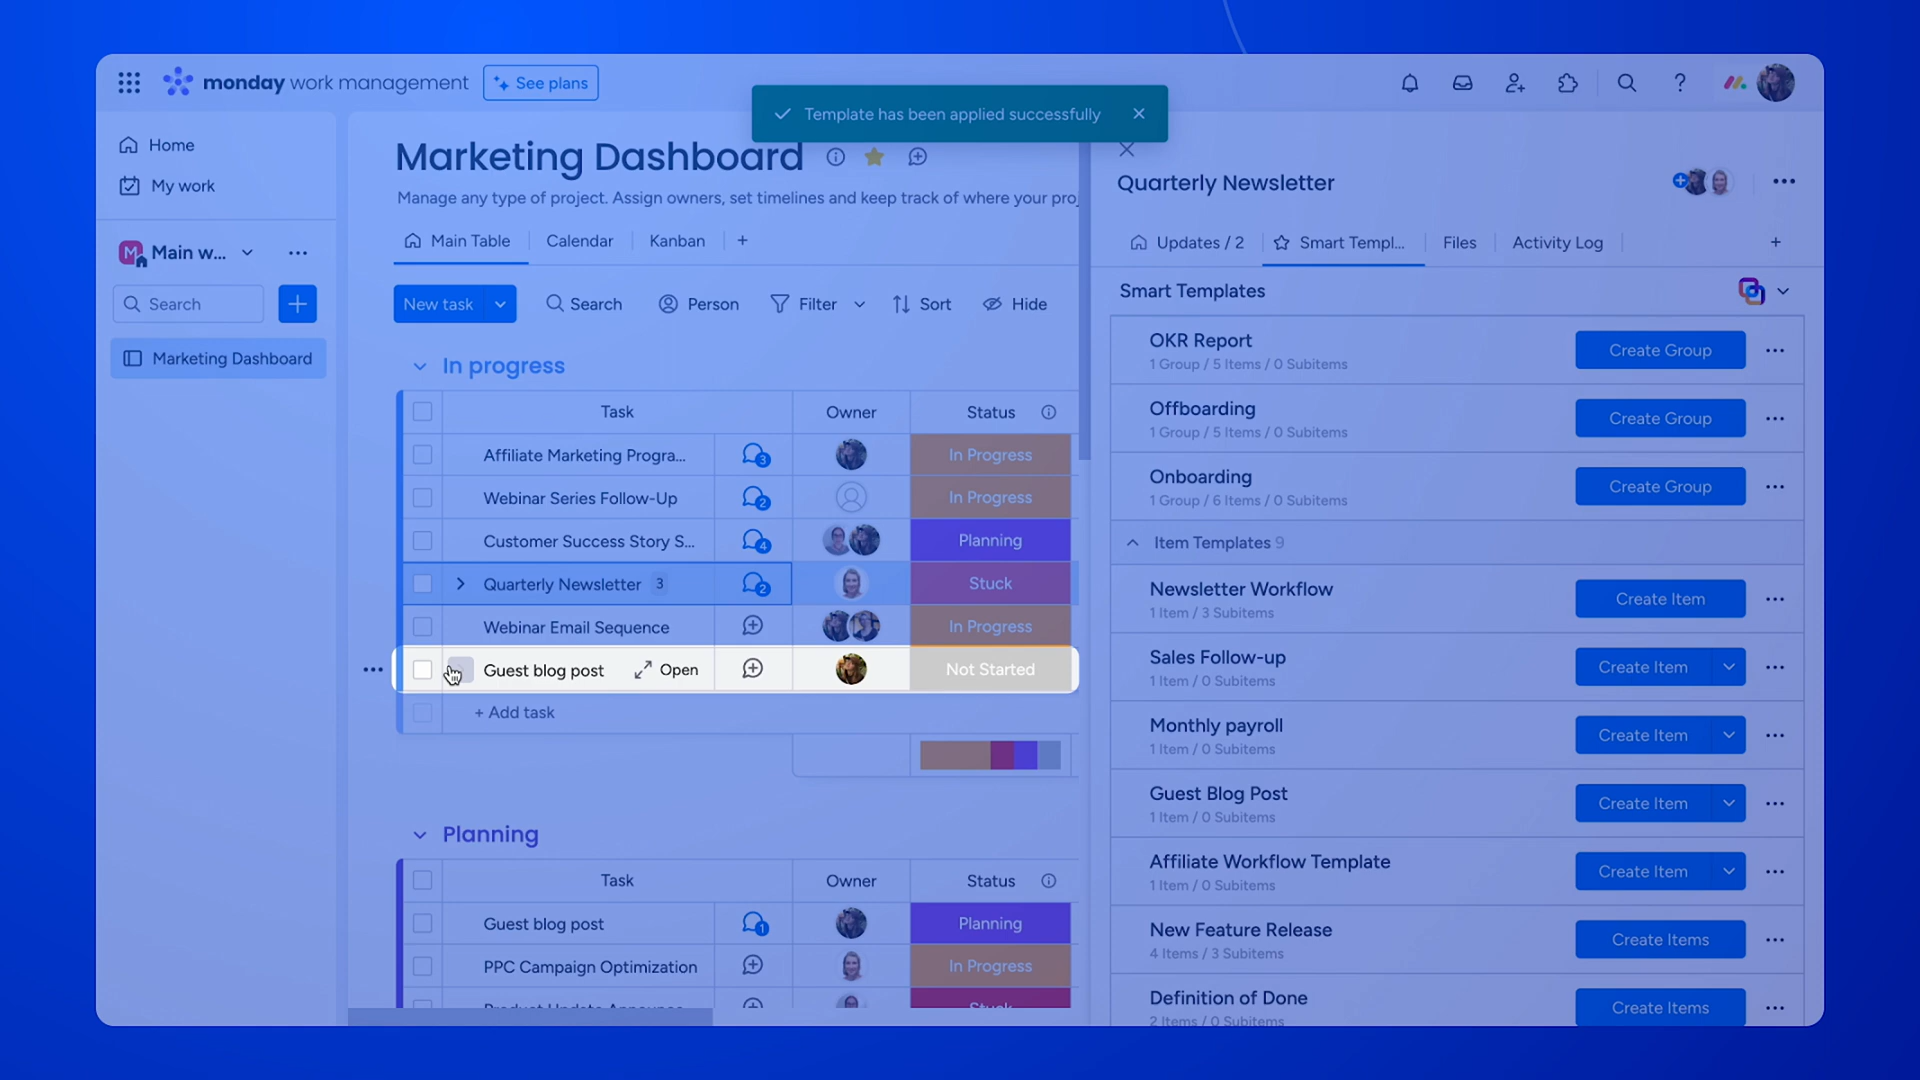 monday work management
See plans
Template has been applied successfully
Home
My work
M
Main w...
Search
Marketing Dashboard
Marketing Dashboard
Manage any type of project. Assign owners, set timelines and keep track of where your proj
Main Table
Calendar
Kanban
New task
Search
Person
Filter
Sort
Hide
In progress
Task Owner Status
Affiliate Marketing Progra... 3 In Progress
Webinar Series Follow-Up 2 In Progress
Customer Success Story S... 4 Planning
Quarterly Newsletter 3 2 Stuck
Webinar Email Sequence In Progress
Guest blog post Open Not Started
+ Add task
Planning
Task Owner Status
Guest blog post 1 Planning
PPC Campaign Optimization In Progress
Stuck
Quarterly Newsletter
Updates / 2
Smart Templ...
Files
Activity Log
Smart Templates
OKR Report
1 Group / 5 Items / 0 Subitems
Create Group
Offboarding
1 Group / 5 Items / 0 Subitems
Create Group
Onboarding
1 Group / 6 Items / 0 Subitems
Create Group
Item Templates 9
Newsletter Workflow
1 Item / 3 Subitems
Create Item
Sales Follow-up
1 Item / 0 Subitems
Create Item
Monthly payroll
1 Item / 0 Subitems
Create Item
Guest Blog Post
1 Item / 0 Subitems
Create Item
Affiliate Workflow Template
1 Item / 0 Subitems
Create Item
New Feature Release
4 Items / 3 Subitems
Create Items
Definition of Done
2 Items / 0 Subitems
Create Items